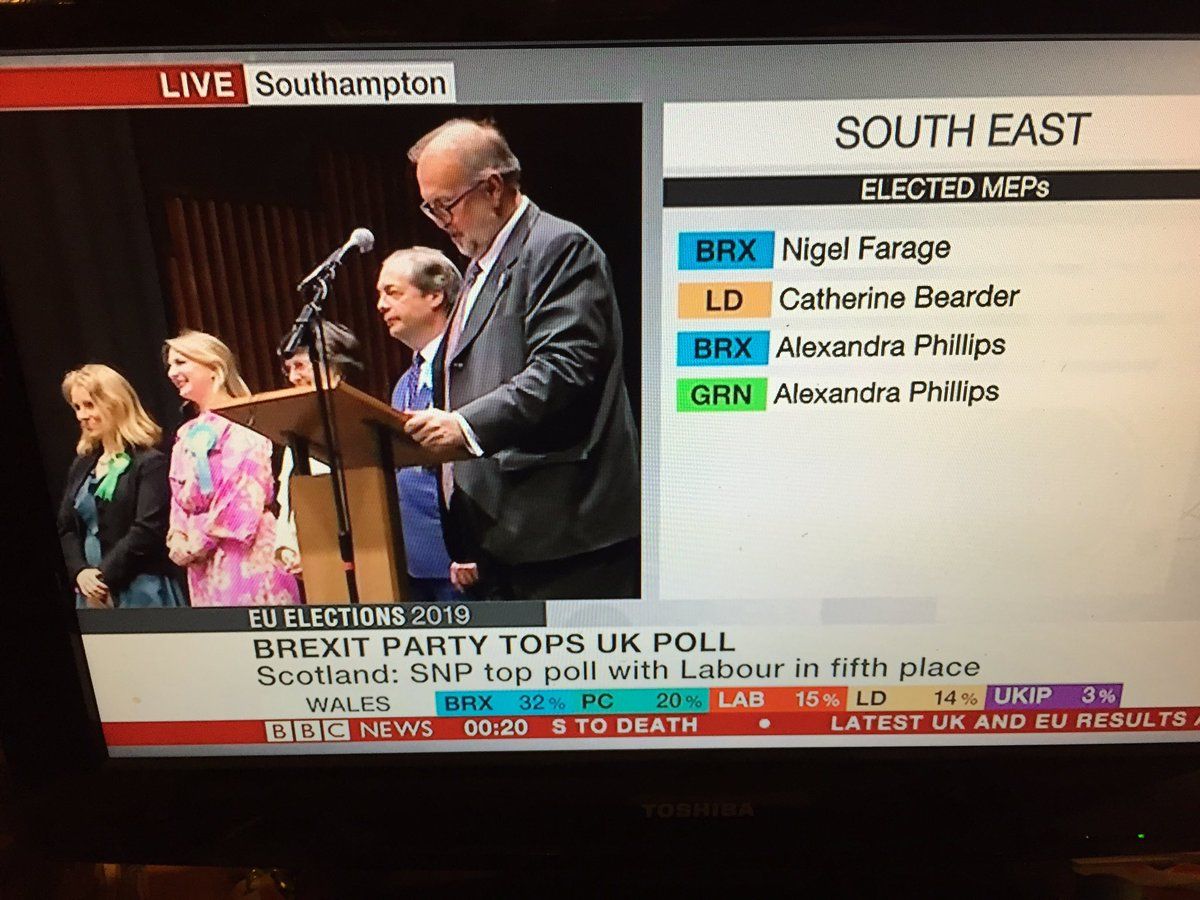 LIVE Southampton
SOUTH EAST
ELECTED MEPs
BRX Nigel Farage
LD Catherine Bearder
BRX Alexandra Phillips
GRN Alexandra Phillips
EU ELECTIONS 2019
BREXIT PARTY TOPS UK POLL
Scotland: SNP top poll with Labour in fifth place
WALES BRX 32% PC 20% LAB 15% LD 14% UKIP 3%
BBC NEWS 00:20 S TO DEATH • LATEST UK AND EU RESULTS A
TOSHIBA